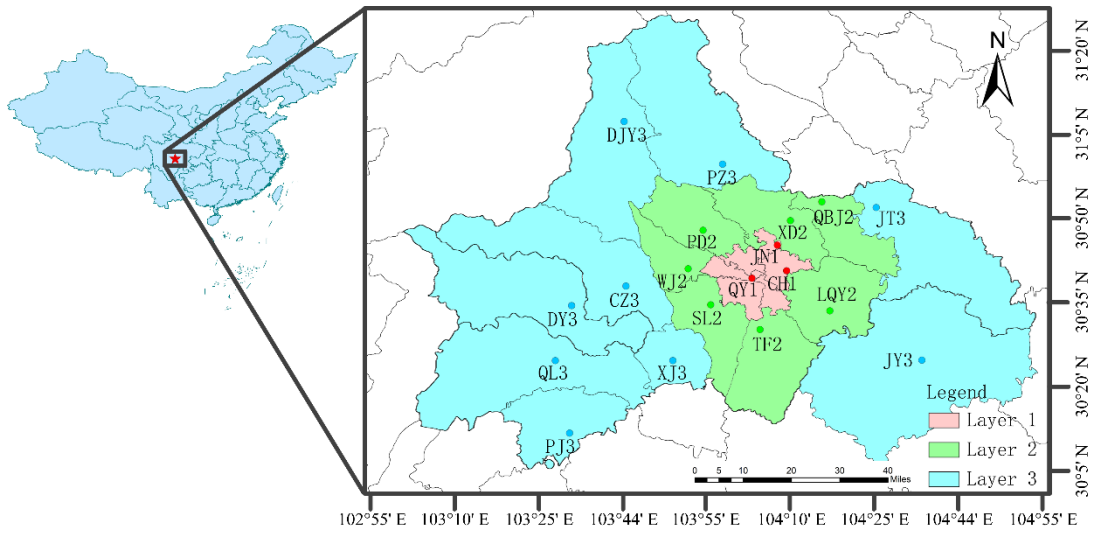 N
31°20′ N
DJY3
31°5′ N
PZ3
30°50′ N
QBJ2
JT3
XD2
PD2
JN1
WJ2
QY1
CH1
CZ3
LQY2
30°35′ N
DY3
SL2
TF2
QL3
XJ3
JY3
30°20′ N
Legend
Layer 1
PJ3
Layer 2
30°5′ N
0 5 10 20 30 40
Miles
Layer 3
102°55′ E 103°10′ E 103°25′ E 103°44′ E 103°55′ E 104°10′ E 104°25′ E 104°44′ E 104°55′ E